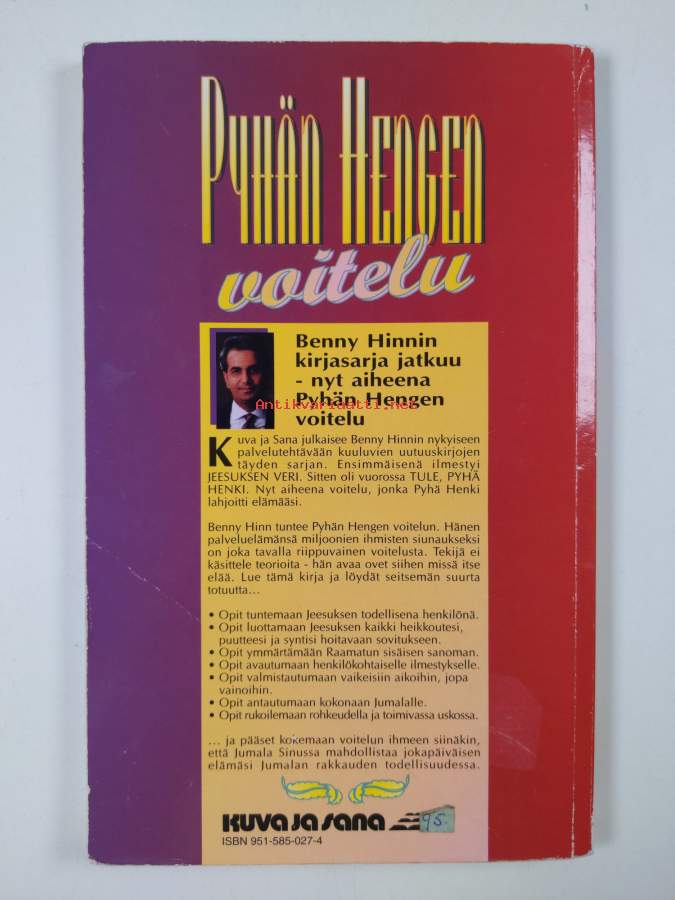 PYHÄN HENGEN
voitelu
Benny Hinnin
kirjasarja jatkuu
- nyt aiheena
Pyhän Hengen
voitelu
Antikvariaatti.net
Kuva ja Sana julkaisee Benny Hinnin nykyiseen
palvelutehtävään kuuluvien uutuuskirjojen
täyden sarjan. Ensimmäisenä ilmestyi
JEESUKSEN VERI. Sitten oli vuorossa TULE, PYHÄ
HENKI. Nyt aiheena voitelu, jonka Pyhä Henki
lahjoitti elämääsi.
Benny Hinn tuntee Pyhän Hengen voitelun. Hänen
palveluelämänsä miljoonien ihmisten siunaukseksi
on joka tavalla riippuvainen voitelusta. Tekijä ei
käsittele teorioita - hän avaa ovet siihen missä itse
elää. Lue tämä kirja ja löydät seitsemän suurta
totuutta...
• Opit tuntemaan Jeesuksen todellisena henkilönä.
• Opit luottamaan Jeesuksen kaikki heikkoutesi,
puutteesi ja syntisi hoitavaan sovitukseen.
• Opit ymmärtämään Raamatun sisäisen sanoman.
• Opit avautumaan henkilökohtaiselle ilmestykselle.
• Opit valmistautumaan vaikeisiin aikoihin, jopa
vainoihin.
• Opit antautumaan kokonaan Jumalalle.
• Opit rukoilemaan rohkeudella ja toimivassa uskossa.
... ja pääset kokemaan voitelun ihmeen siinäkin,
että Jumala Sinussa mahdollistaa jokapäiväisen
elämäsi Jumalan rakkauden todellisuudessa.
KUVA JA SANA
95.
ISBN 951-585-027-4